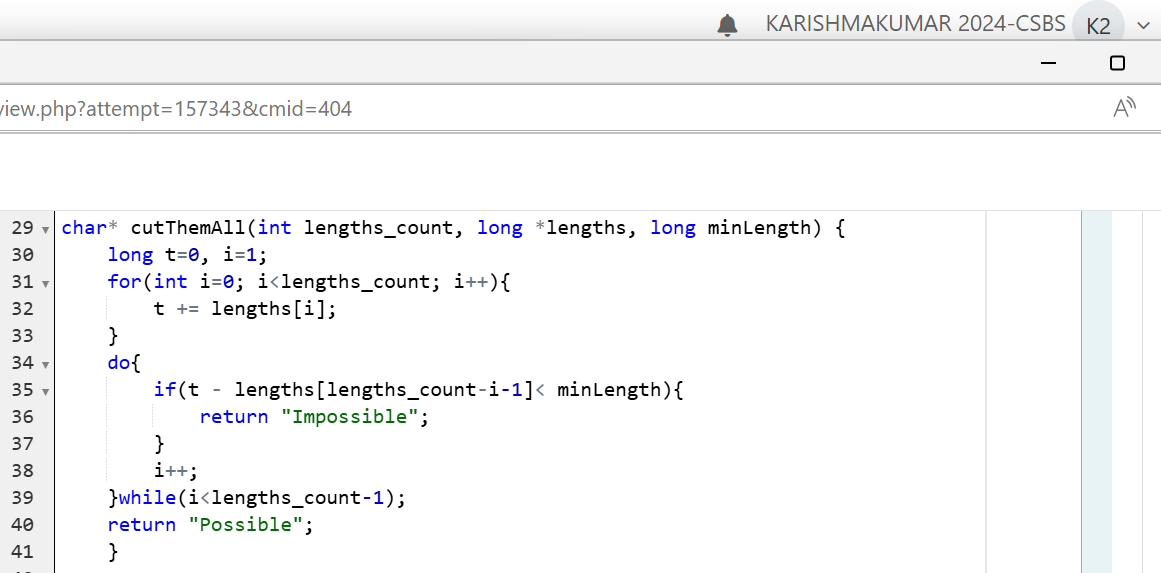 KARISHMAKUMAR 2024-CSBS K2
view.php?attempt=157343&cmid=404
29 char* cutThemAll(int lengths_count, long *lengths, long minLength) {
30 long t=0, i=1;
31 for(int i=0; i<lengths_count; i++){
32 t += lengths[i];
33 }
34 do{
35 if(t - lengths[lengths_count-i-1]< minLength){
36 return "Impossible";
37 }
38 i++;
39 }while(i<lengths_count-1);
40 return "Possible";
41 }